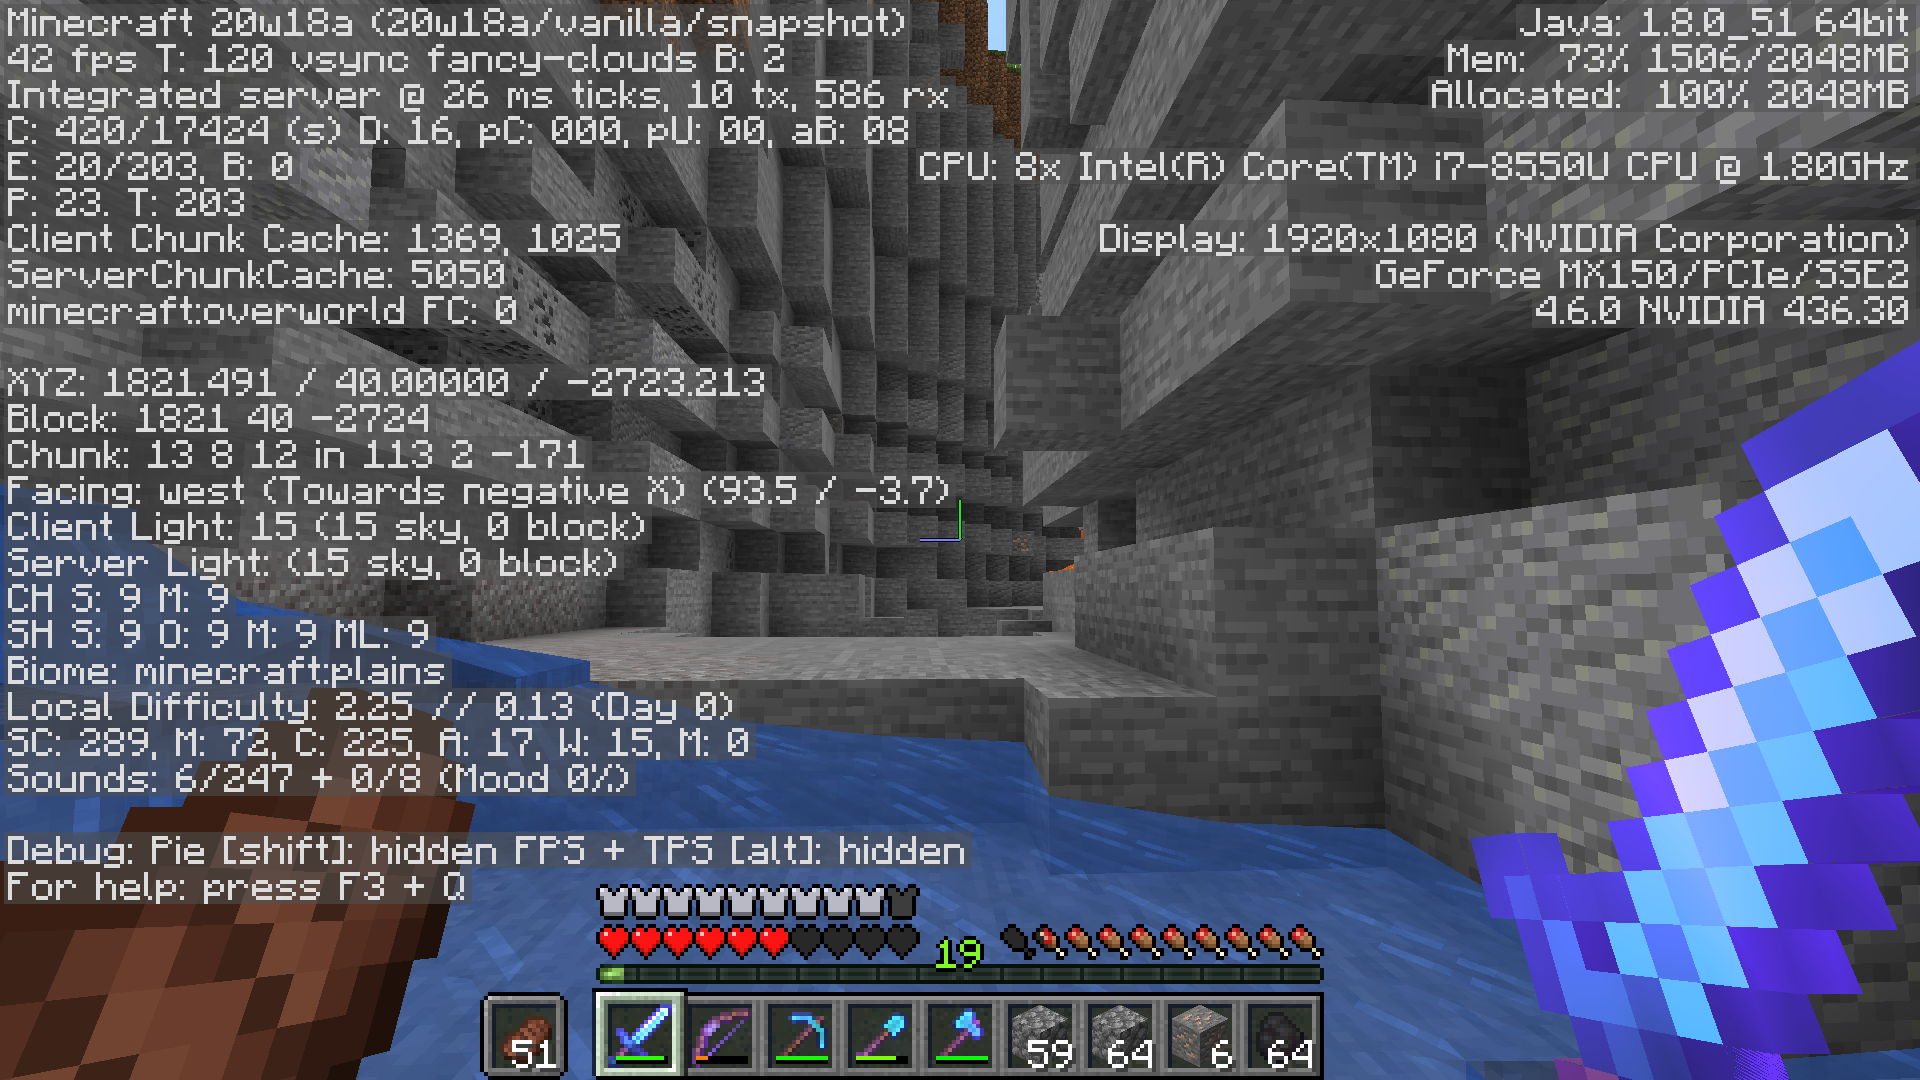 Minecraft 20w18a (20w18a/vanilla/snapshot)
42 fps T: 120 vsync fancy-clouds B: 2
Integrated server @ 26 ms ticks, 10 tx, 586 rx
C: 420/17424 (s) D: 16, pC: 000, pU: 00, aB: 08
E: 20/203, B: 0
P: 23. T: 203
Client Chunk Cache: 1369, 1025
ServerChunkCache: 5050
minecraft:overworld FC: 0
XYZ: 1821.491 / 40.00000 / -2723.213
Block: 1821 40 -2724
Chunk: 13 8 12 in 113 2 -171
Facing: west (Towards negative X) (93.5 / -3.7)
Client Light: 15 (15 sky, 0 block)
Server Light: (15 sky, 0 block)
CH S: 9 M: 9
SH S: 9 O: 9 M: 9 ML: 9
Biome: minecraft:plains
Local Difficulty: 2.25 // 0.13 (Day 0)
SC: 289, M: 72, C: 225, A: 17, W: 15, M: 0
Sounds: 6/247 + 0/8 (Mood 0%)
Debug: Pie [shift]: hidden FPS + TPS [alt]: hidden
For help: press F3 + Q
Java: 1.8.0_51 64bit
Mem: 73% 1506/2048MB
Allocated: 100% 2048MB
CPU: 8x Intel(R) Core(TM) i7-8550U CPU @ 1.80GHz
Display: 1920x1080 (NVIDIA Corporation)
GeForce MX150/PCIe/SSE2
4.6.0 NVIDIA 436.30
19
51 59 64 6 64